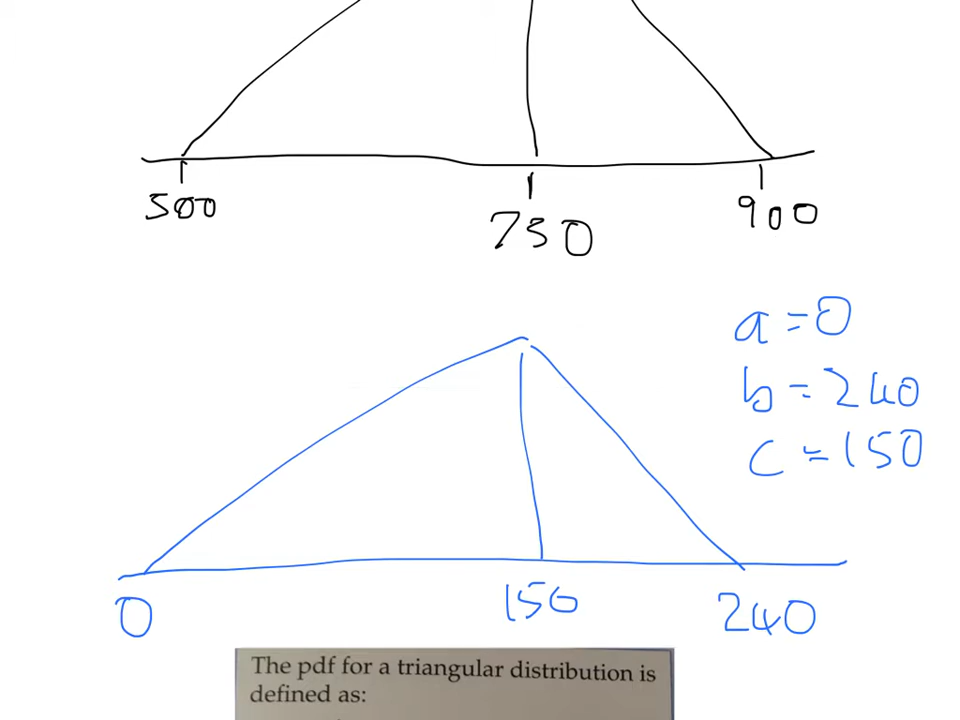 500 750 900
a = 0
b = 240
c = 150
0 150 240
The pdf for a triangular distribution is
defined as: